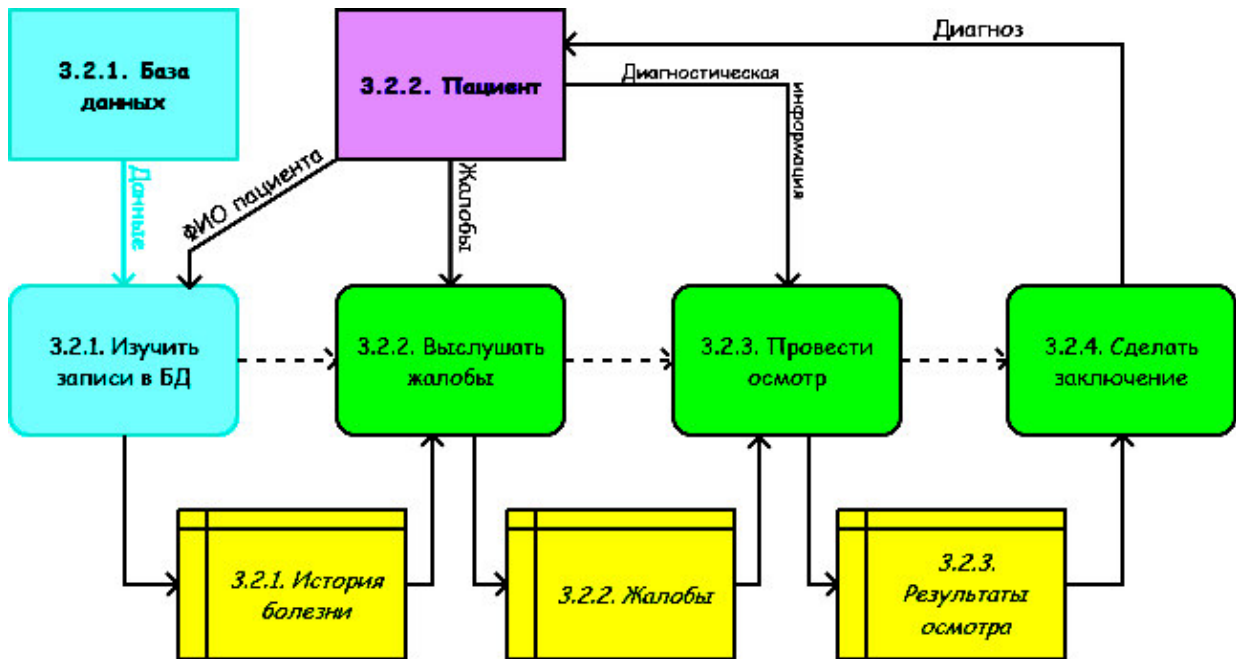 3.2.1. База
данных
3.2.2. Пациент
Диагноз
Диагностическая
информация
Данные
ФИО пациента
Жалобы
3.2.1. Изучить
записи в БД
3.2.2. Выслушать
жалобы
3.2.3. Провести
осмотр
3.2.4. Сделать
заключение
3.2.1. История
болезни
3.2.2. Жалобы
3.2.3.
Результаты
осмотра